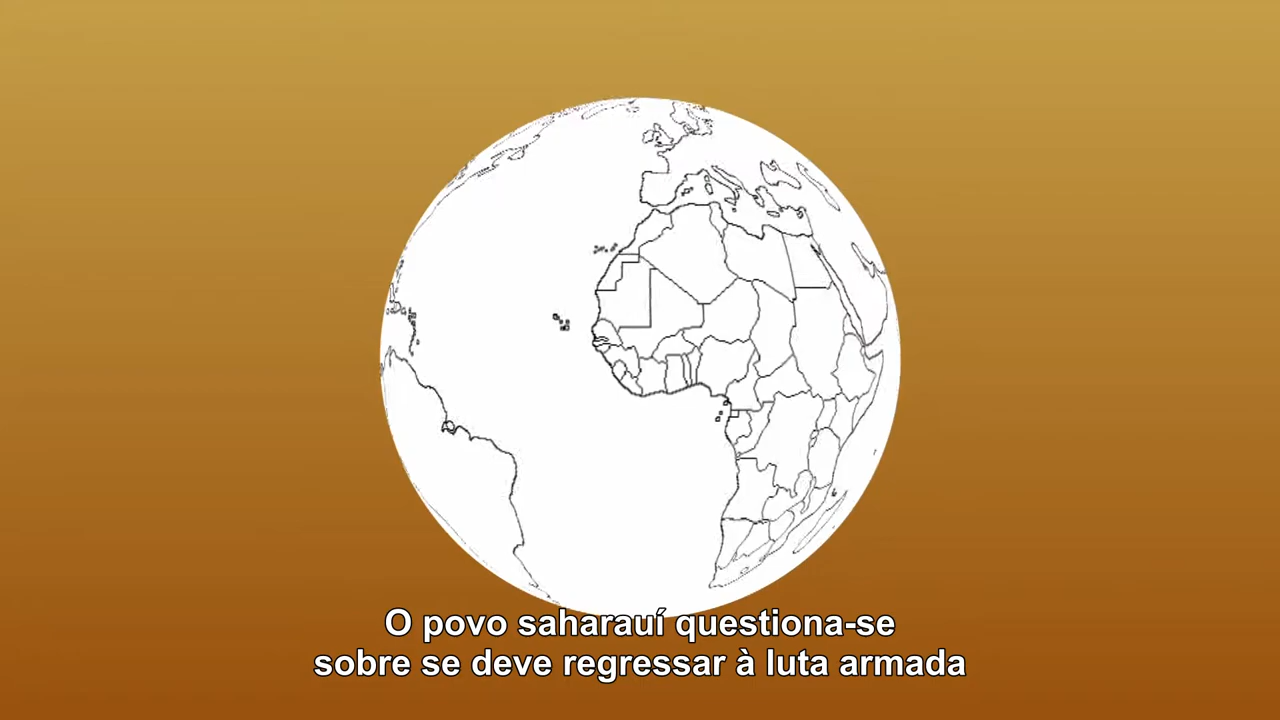 O povo saharauí questiona-se
sobre se deve regressar à luta armada